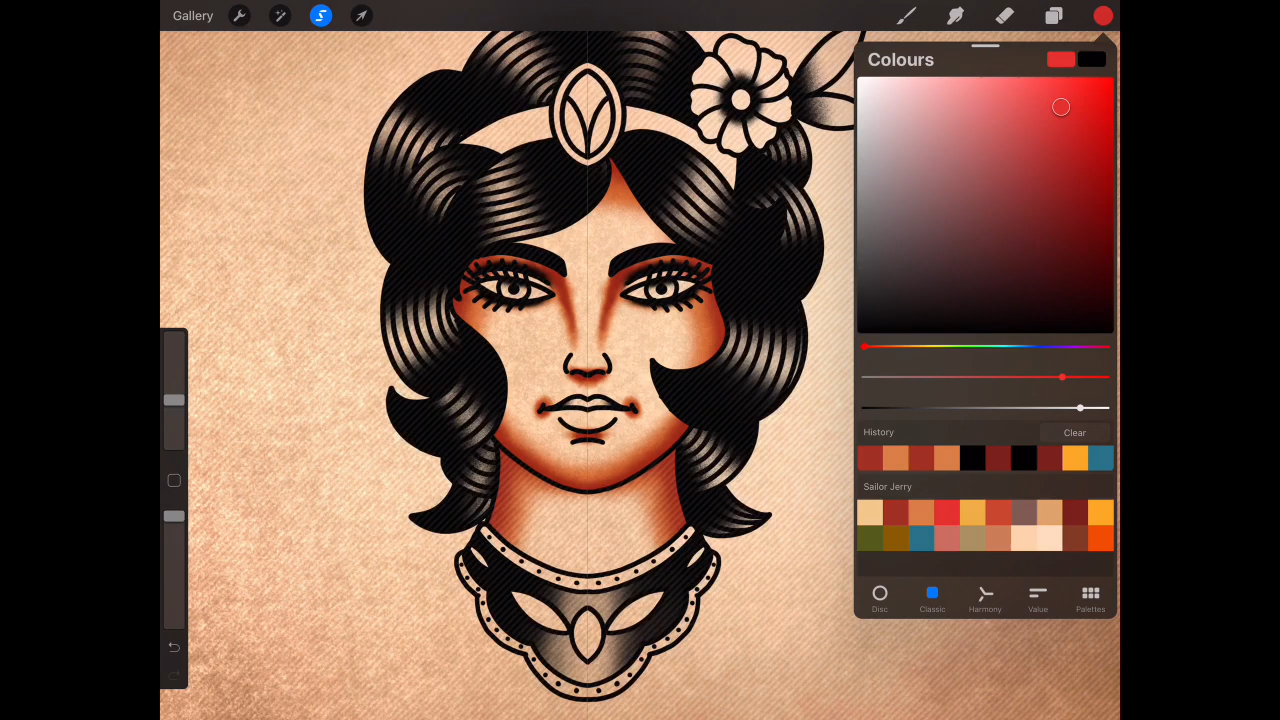 Gallery
Colours
History
Clear
Sailor Jerry
Disc
Classic
Harmony
Value
Palettes